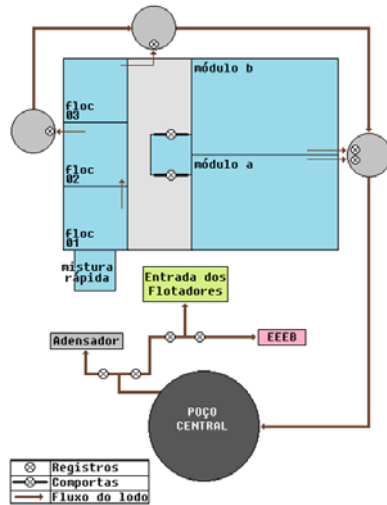 módulo b
floc
03
floc
02
módulo a
floc
01
mistura
rápida
Entrada dos
Flotadores
Adensador
EEEB
POÇO
CENTRAL
Registros
Comportas
Fluxo do lodo